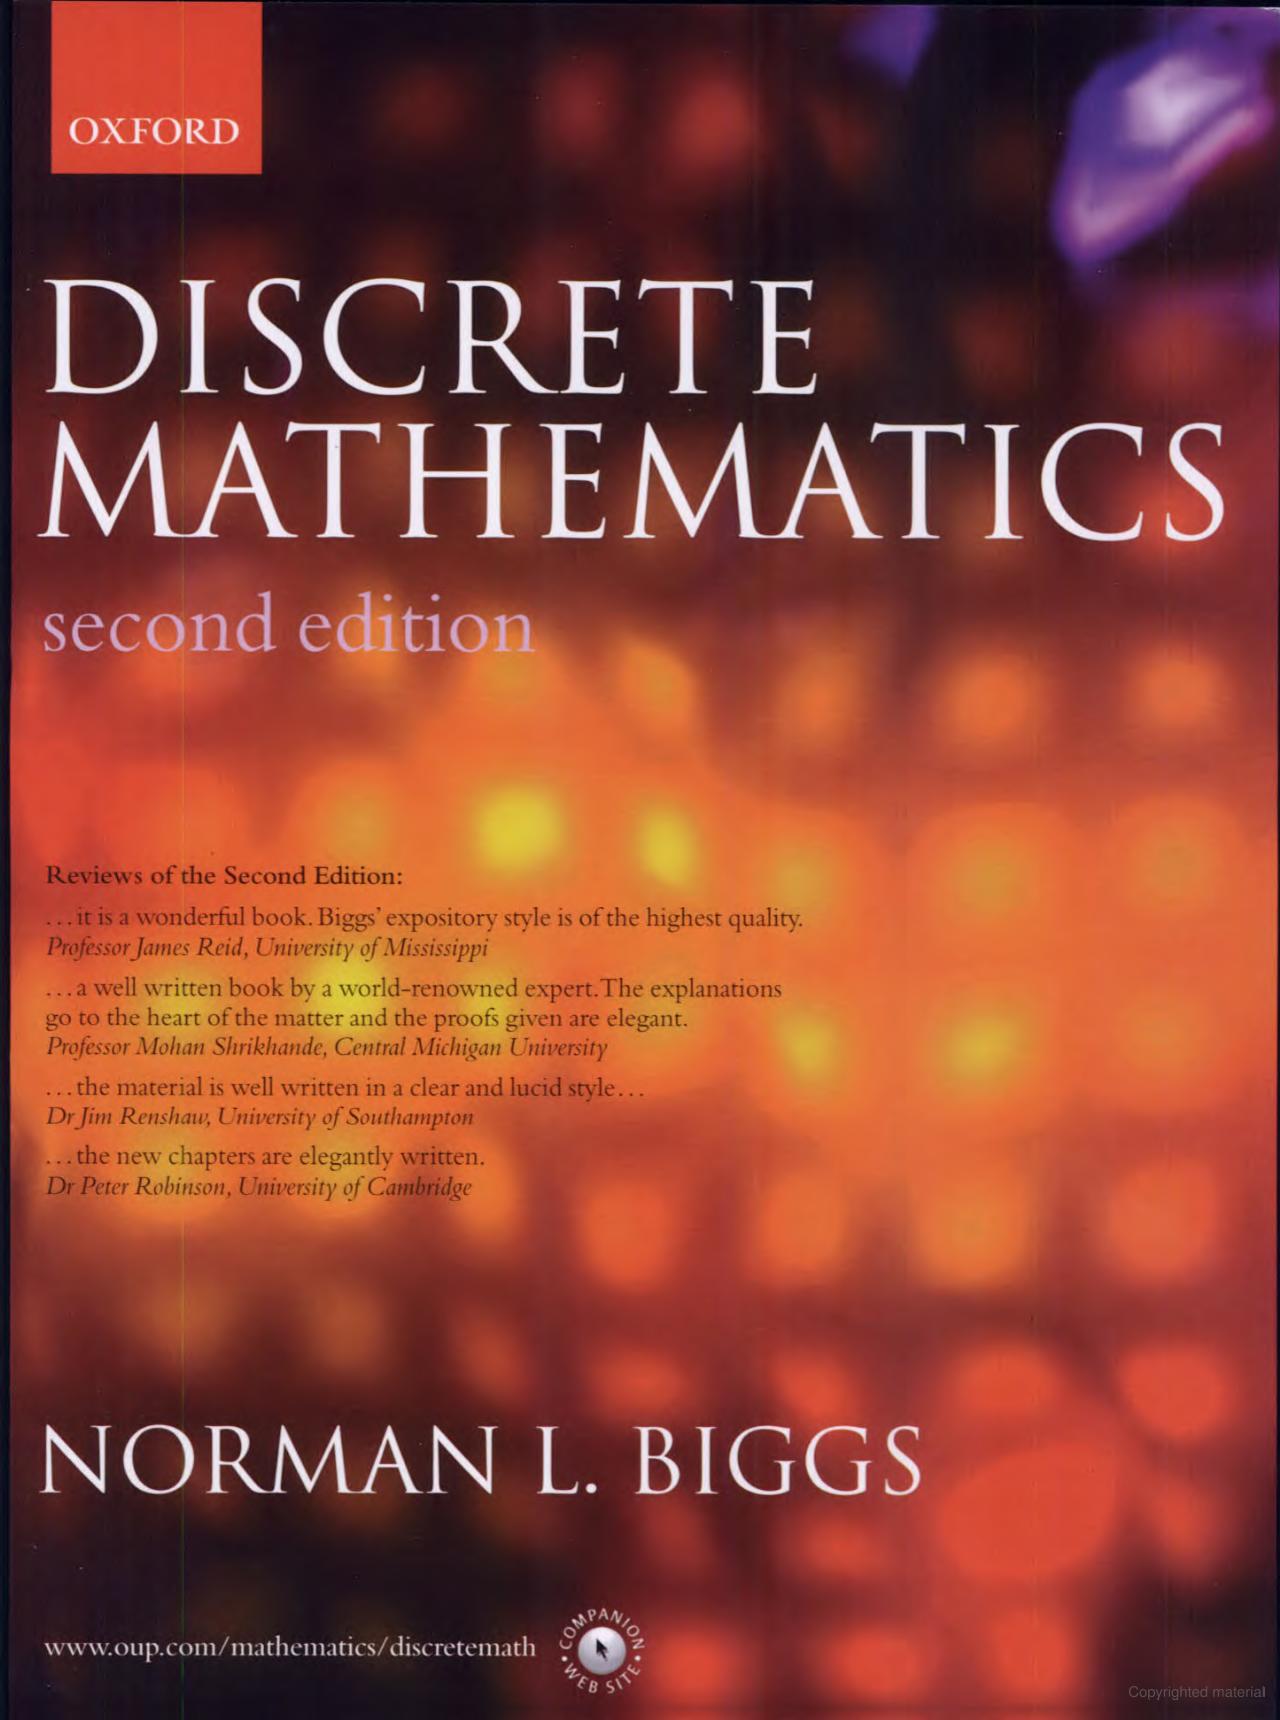 OXFORD
DISCRETE
MATHEMATICS
second edition
Reviews of the Second Edition:
...it is a wonderful book. Biggs' expository style is of the highest quality.
Professor James Reid, University of Mississippi
...a well written book by a world-renowned expert. The explanations
go to the heart of the matter and the proofs given are elegant.
Professor Mohan Shrikhande, Central Michigan University
...the material is well written in a clear and lucid style...
Dr Jim Renshaw, University of Southampton
...the new chapters are elegantly written.
Dr Peter Robinson, University of Cambridge
NORMAN L. BIGGS
www.oup.com/mathematics/discretemath
COMPANION
WEB SITE
Copyrighted material